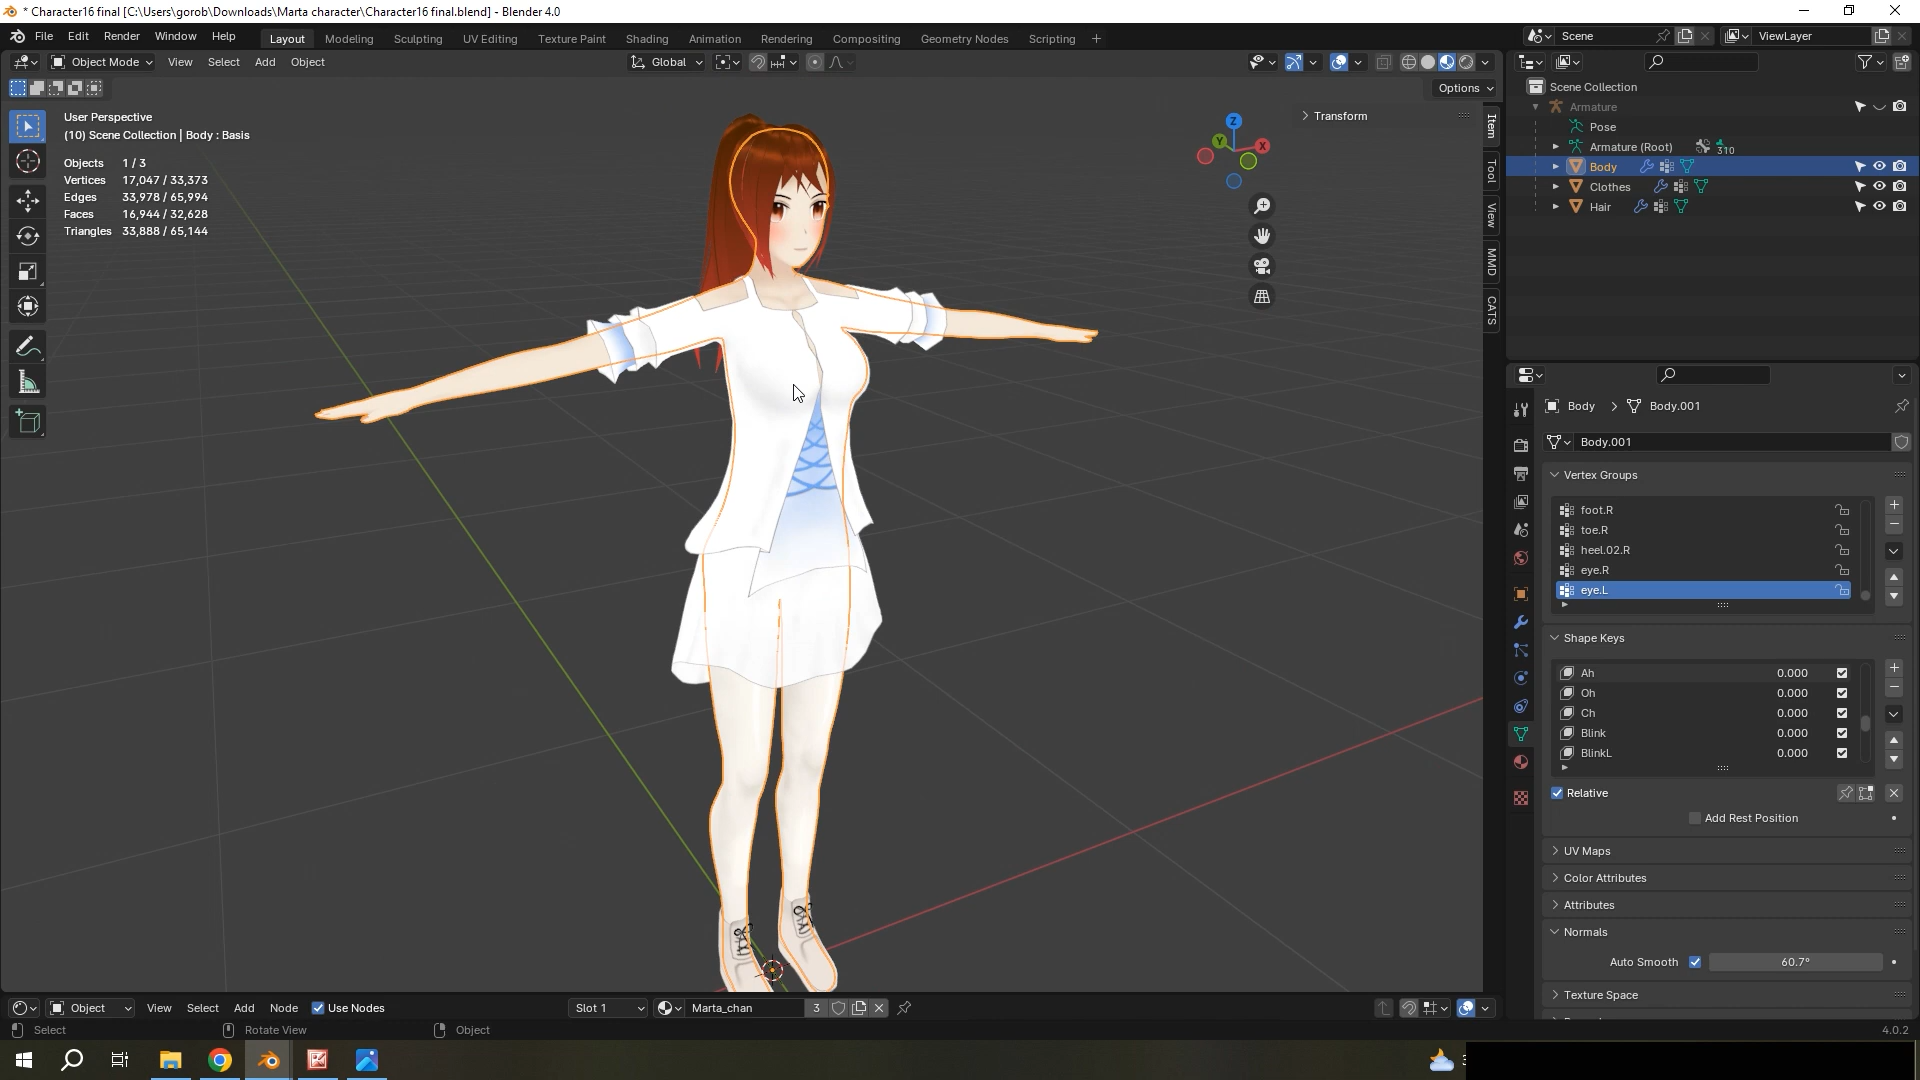 * Character16 final [C:\Users\gorob\Downloads\Marta character\Character16 final.blend] - Blender 4.0
File Edit Render Window Help
Layout Modeling Sculpting UV Editing Texture Paint Shading Animation Rendering Compositing Geometry Nodes Scripting +
Scene
ViewLayer
Object Mode View Select Add Object
Global
Options
User Perspective
(10) Scene Collection | Body : Basis
Objects 1 / 3
Vertices 17,047 / 33,373
Edges 33,978 / 65,994
Faces 16,944 / 32,628
Triangles 33,888 / 65,144
Z
Y
X
Transform
Item
Tool
View
MMD
CATS
Scene Collection
Armature
Pose
Armature (Root) 310
Body
Clothes
Hair
Body > Body.001
Body.001
Vertex Groups
foot.R
toe.R
heel.02.R
eye.R
eye.L
Shape Keys
Ah 0.000
Oh 0.000
Ch 0.000
Blink 0.000
BlinkL 0.000
Relative
Add Rest Position
UV Maps
Color Attributes
Attributes
Normals
Auto Smooth 60.7°
Texture Space
Object View Select Add Node Use Nodes
Slot 1
Marta_chan 3
Select
Rotate View
Object
4.0.2